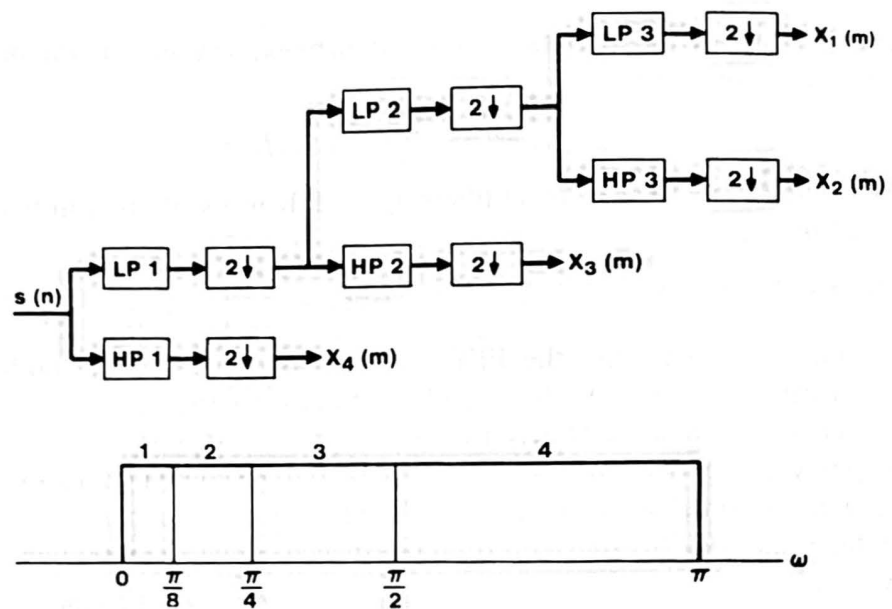 LP 3 2↓ X₁ (m)
LP 2 2↓
HP 3 2↓ X₂ (m)
LP 1 2↓ HP 2 2↓ X₃ (m)
s (n)
HP 1 2↓ X₄ (m)
1 2 3 4
0 π/8 π/4 π/2 π ω